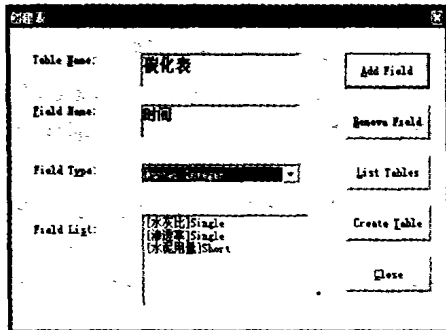 创建表
Table Name:
碳化表
Add Field
Field Name:
时间
Remove Field
Field Type:
List Tables
Field List:
[水灰比]Single
[渗透率]Single
[水泥用量]Short
Create Table
Close